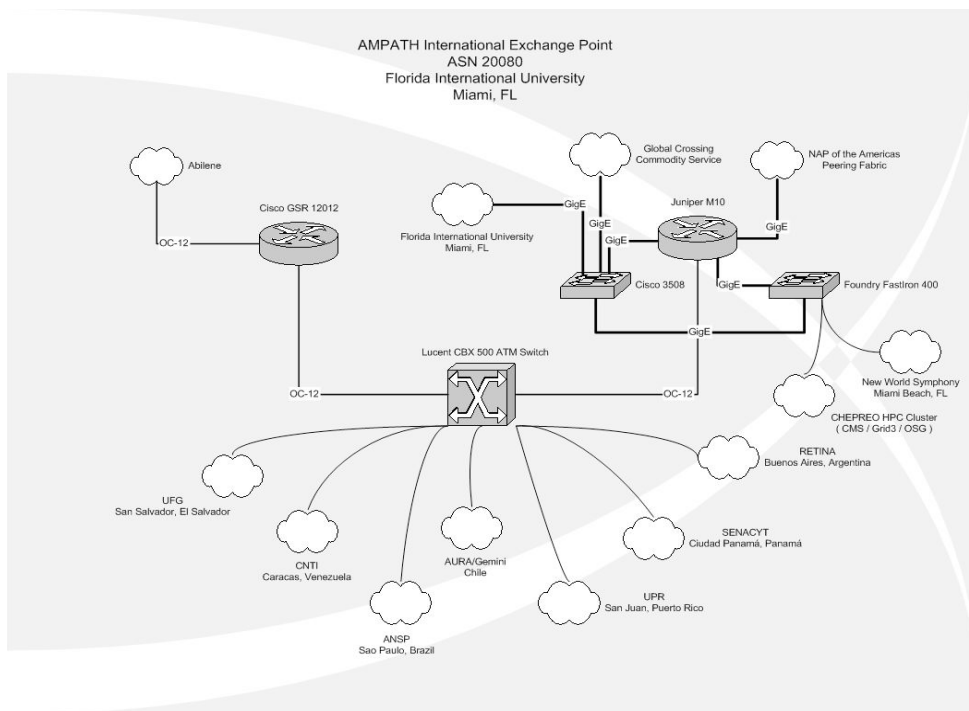 AMPATH International Exchange Point
ASN 20080
Florida International University
Miami, FL
Abilene
Global Crossing
Commodity Service
NAP of the Americas
Peering Fabric
Cisco GSR 12012
Juniper M10
GigE
GigE
Florida International University
Miami, FL
GigE
GigE
OC-12
Cisco 3508
GigE
Foundry FastIron 400
GigE
Lucent CBX 500 ATM Switch
OC-12
OC-12
New World Symphony
Miami Beach, FL
CHEPREO HPC Cluster
( CMS / Grid3 / OSG )
RETINA
Buenos Aires, Argentina
UFG
San Salvador, El Salvador
SENACYT
Ciudad Panamá, Panamá
CNTI
Caracas, Venezuela
AURA/Gemini
Chile
UPR
San Juan, Puerto Rico
ANSP
Sao Paulo, Brazil